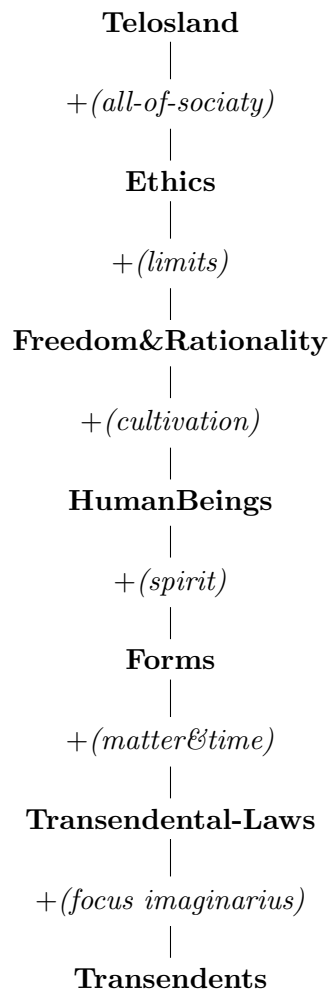 Telosland
+(all-of-sociaty)
Ethics
+(limits)
Freedom&Rationality
+(cultivation)
HumanBeings
+(spirit)
Forms
+(matter&time)
Transendental-Laws
+(focus imaginarius)
Transendents